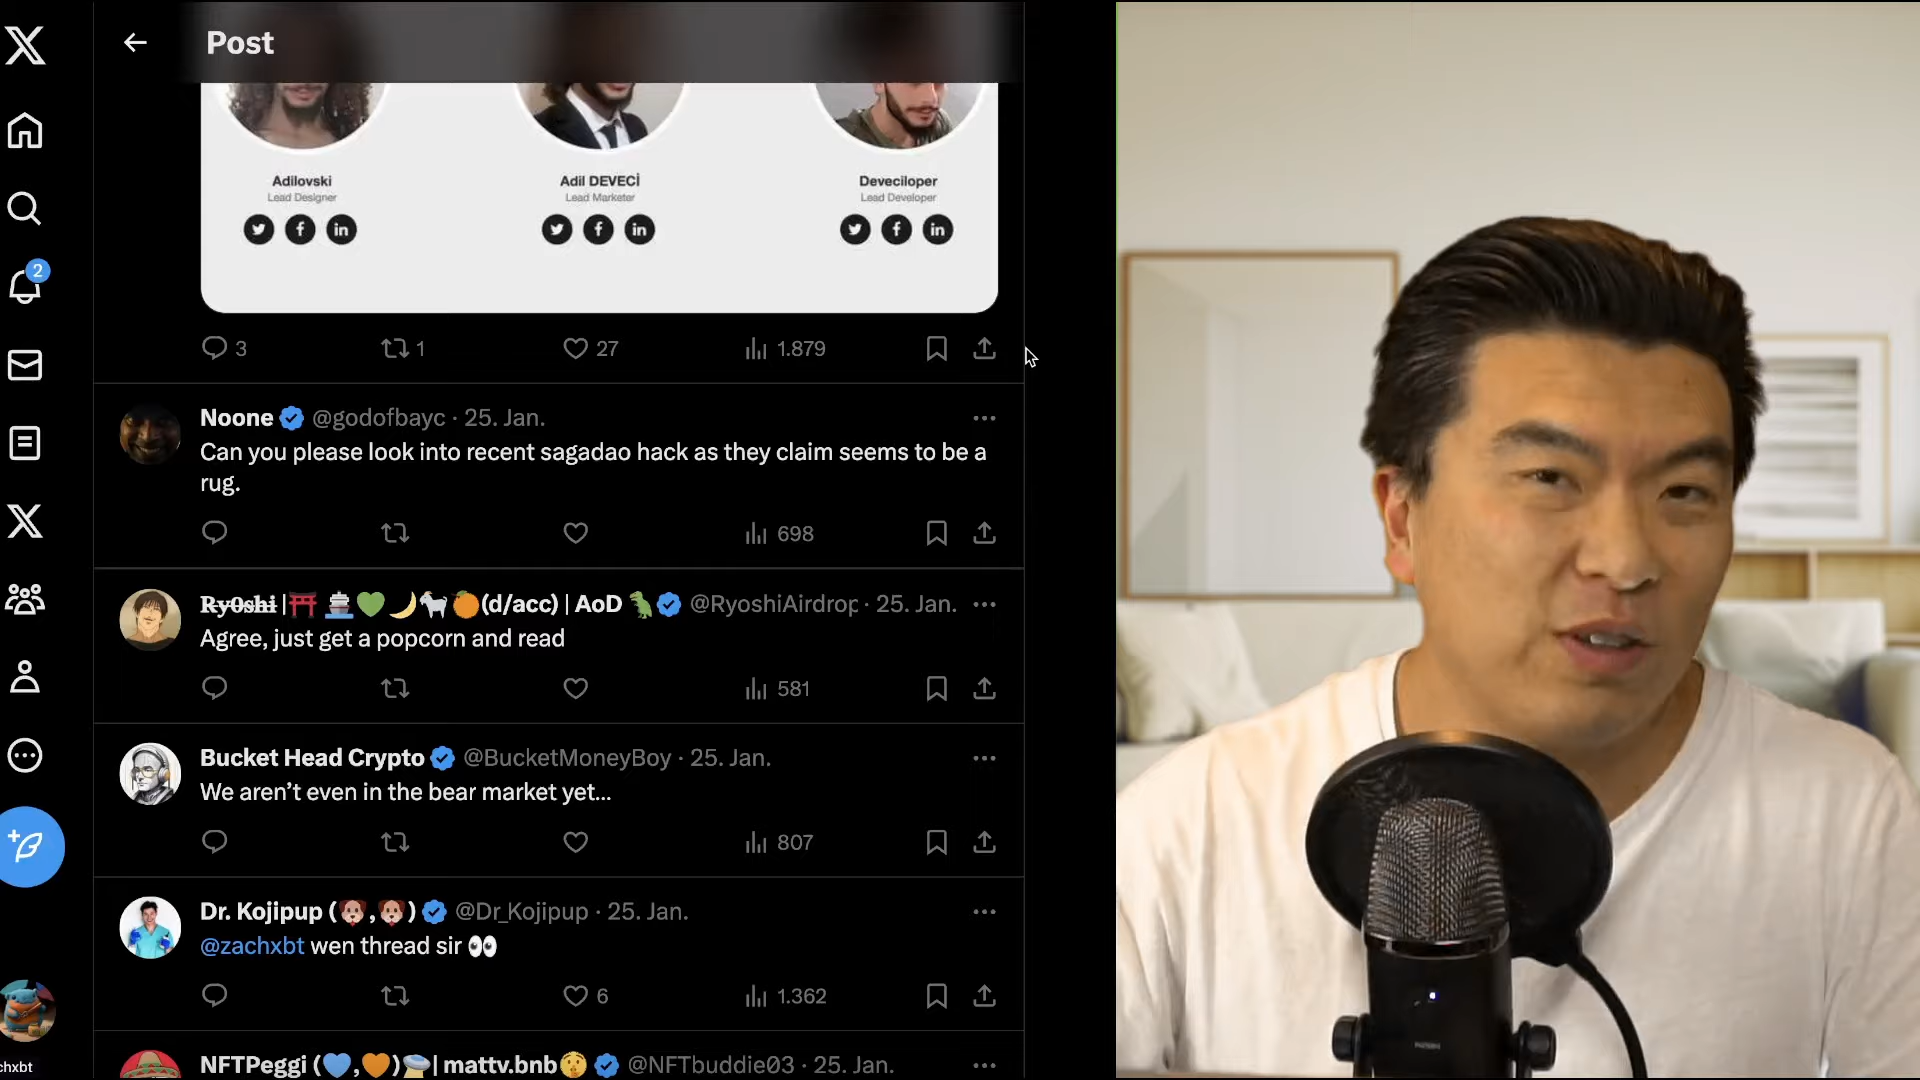 Post
Adilovski
Lead Designer
Adil DEVECİ
Lead Marketer
Deveciloper
Lead Developer
3 1 27 1.879
Noone @godofbayc · 25. Jan.
Can you please look into recent sagadao hack as they claim seems to be a
rug.
698
Ry0shi |⛩️🚢💚🌙🐐🍊(d/acc) | AoD 🦖 @RyoshiAirdrop · 25. Jan.
Agree, just get a popcorn and read
581
Bucket Head Crypto @BucketMoneyBoy · 25. Jan.
We aren’t even in the bear market yet...
807
Dr. Kojipup (🐶,🐶) @Dr_Kojipup · 25. Jan.
@zachxbt wen thread sir 👀
6 1.362
NFTPeggi (💙,🧡)🛸| mattv.bnb🤫 @NFTbuddie03 · 25. Jan.
2
chxbt